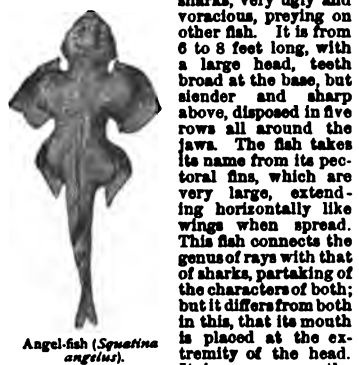 sharks, very ugly and
voracious, preying on
other fish. It is from
6 to 8 feet long, with
a large head, teeth
broad at the base, but
slender and sharp
above, disposed in five
rows all around the
jaws. The fish takes
its name from its pec-
toral fins, which are
very large, extend-
ing horizontally like
wings when spread.
This fish connects the
genus of rays with that
of sharks, partaking of
the characters of both;
but it differs from both
in this, that its mouth
is placed at the ex-
tremity of the head.
Angel-fish (Squatina
angelus).